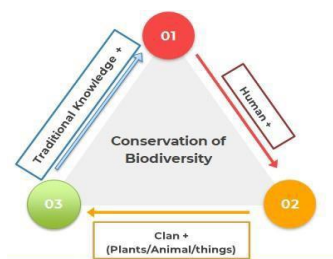 01
Traditional Knowledge +
Human +
Conservation of
Biodiversity
03
02
Clan +
(Plants/Animal/things)